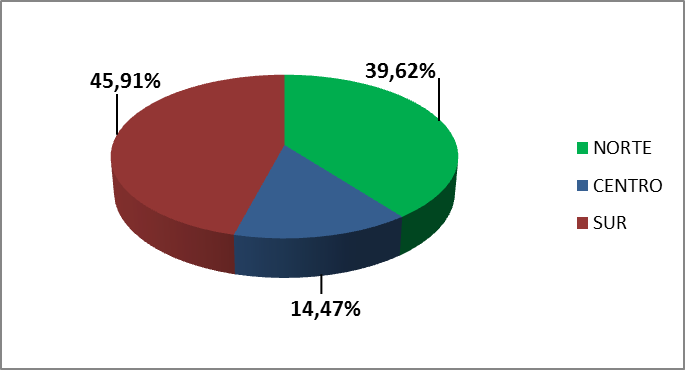 45,91%
39,62%
14,47%
NORTE
CENTRO
SUR